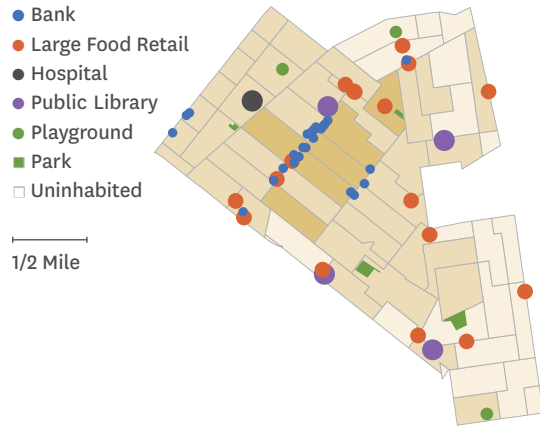 Bank
Large Food Retail
Hospital
Public Library
Playground
Park
Uninhabited
1/2 Mile